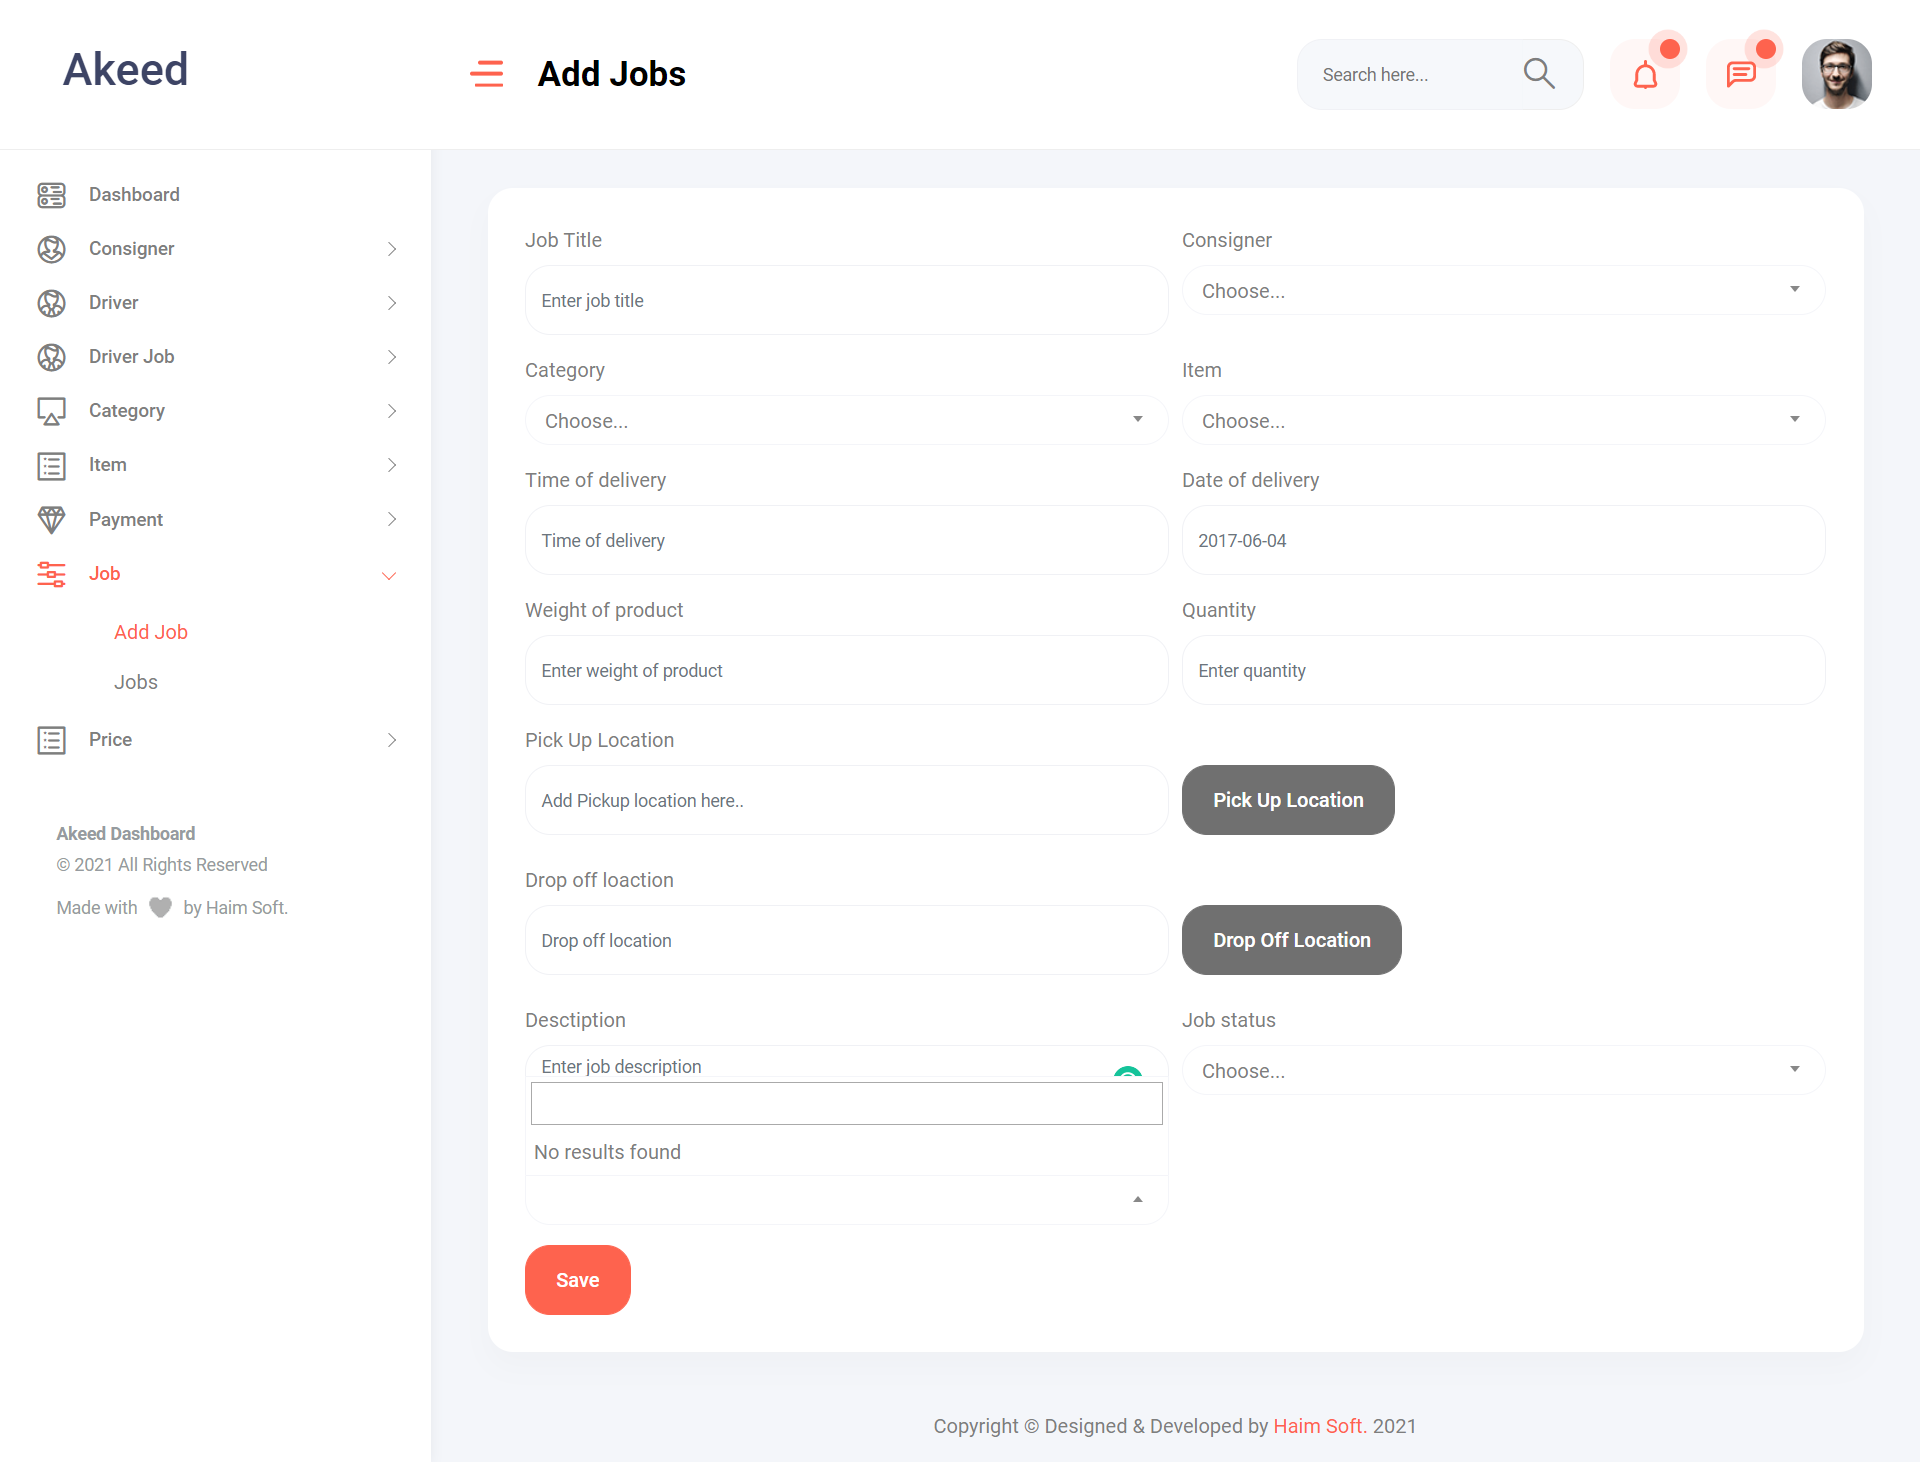 Akeed
Add Jobs
Search here...
Dashboard
Consigner
Driver
Driver Job
Category
Item
Payment
Job
Add Job
Jobs
Price
Akeed Dashboard
© 2021 All Rights Reserved
Made with by Haim Soft.
Job Title
Consigner
Enter job title
Choose...
Category
Item
Choose...
Choose...
Time of delivery
Date of delivery
Time of delivery
2017-06-04
Weight of product
Quantity
Enter weight of product
Enter quantity
Pick Up Location
Add Pickup location here..
Pick Up Location
Drop off loaction
Drop off location
Drop Off Location
Desctiption
Job status
Enter job description
Choose...
No results found
Save
Copyright © Designed & Developed by Haim Soft. 2021